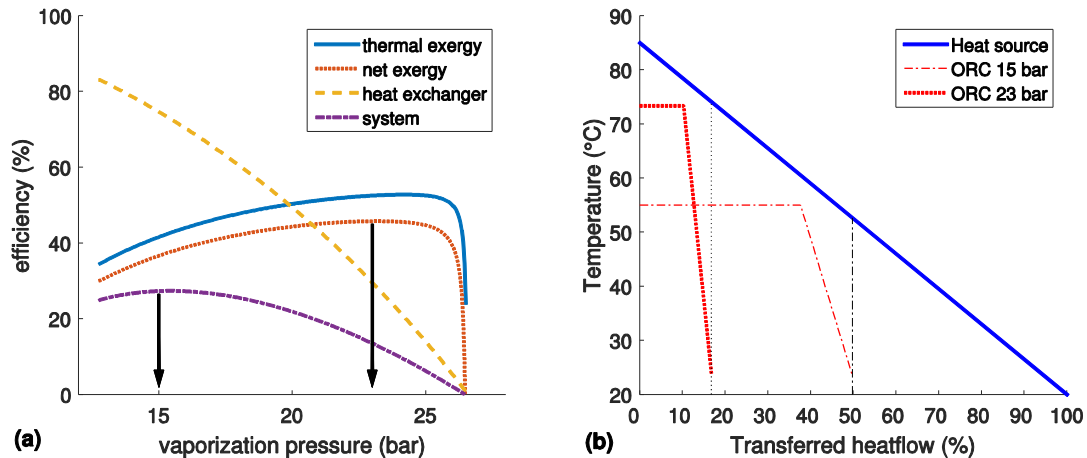 100
80
60
40
20
0
efficiency (%)
thermal exergy
net exergy
heat exchanger
system
15
20
25
vaporization pressure (bar)
(a)
90
80
70
60
50
40
30
20
Temperature (°C)
Heat source
ORC 15 bar
ORC 23 bar
0
10
20
30
40
50
60
70
80
90
100
Transferred heatflow (%)
(b)